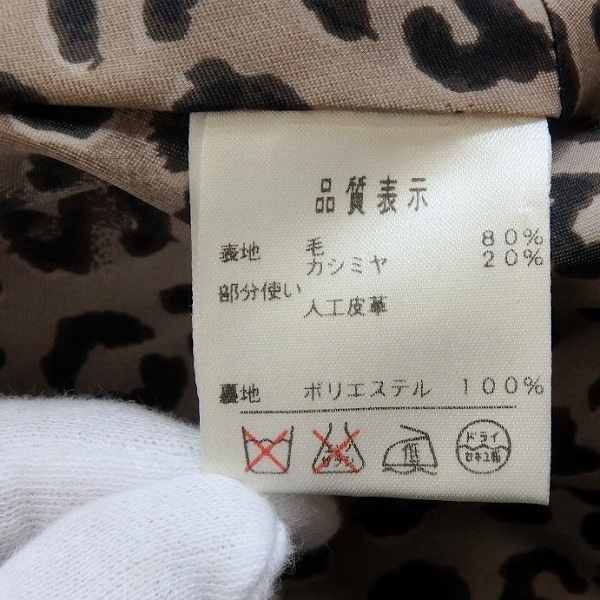 品質表示
表地 毛 80%
カシミヤ 20%
部分使い
人工皮革
裏地 ポリエステル 100%
低 ドライ
セキユ系